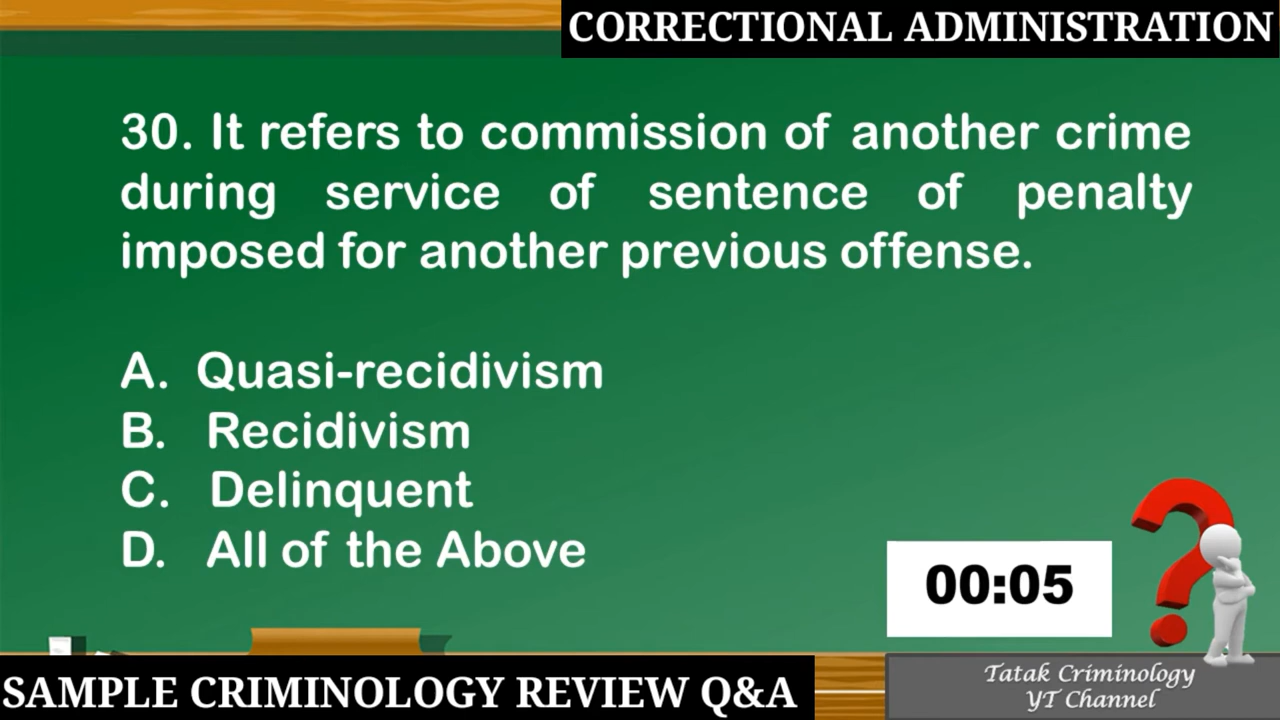 CORRECTIONAL ADMINISTRATION
30. It refers to commission of another crime
during service of sentence of penalty
imposed for another previous offense.
A. Quasi-recidivism
B. Recidivism
C. Delinquent
D. All of the Above
00:05
SAMPLE CRIMINOLOGY REVIEW Q&A
Tatak Criminology
YT Channel